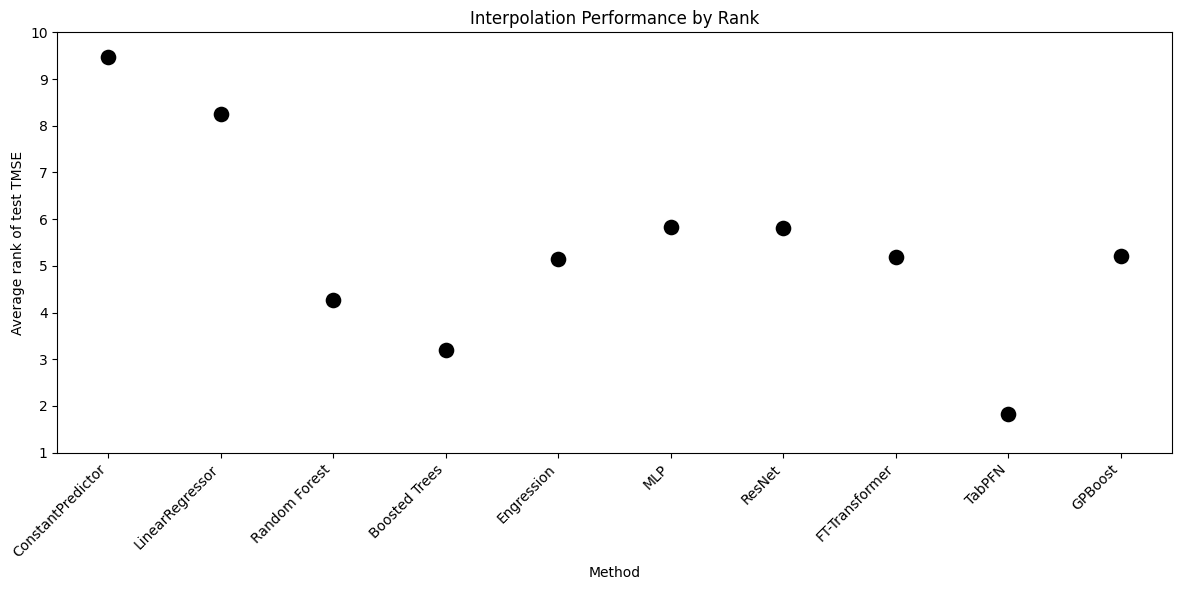 Interpolation Performance by Rank
Average rank of test TMSE
10
9
8
7
6
5
4
3
2
1
ConstantPredictor
LinearRegressor
Random Forest
Boosted Trees
Engression
MLP
ResNet
FT-Transformer
TabPFN
GPBoost
Method